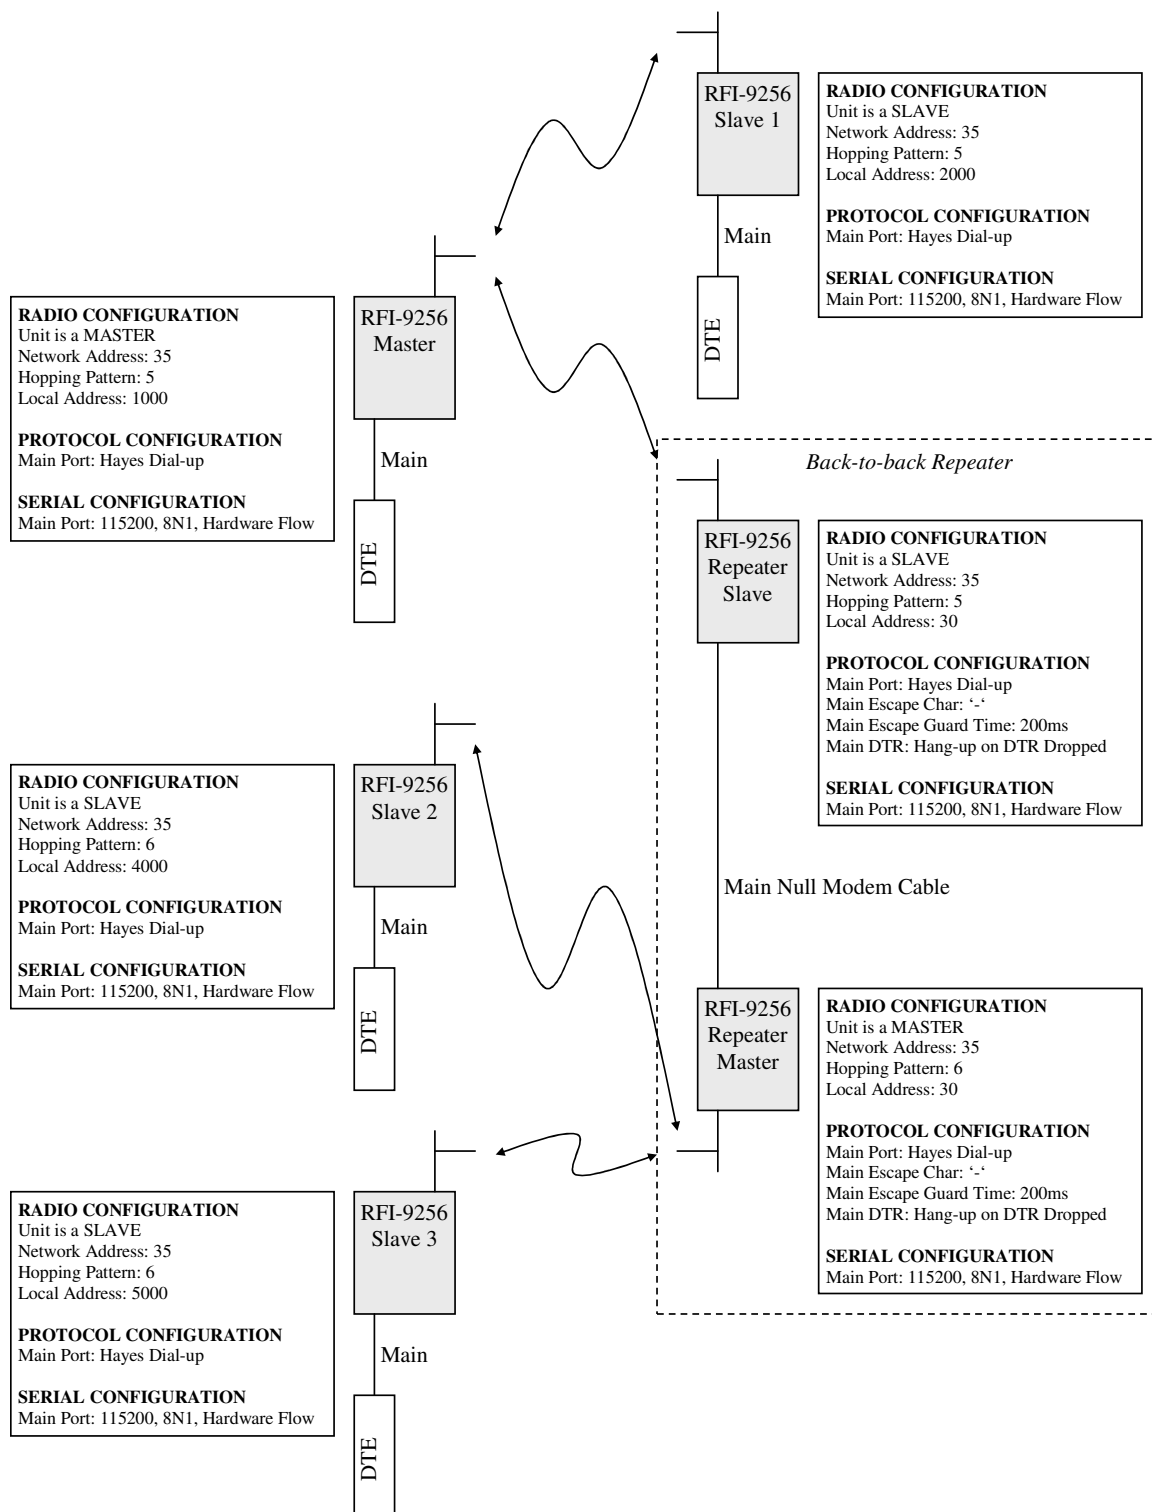 RFI-9256
Slave 1
RADIO CONFIGURATION
Unit is a SLAVE
Network Address: 35
Hopping Pattern: 5
Local Address: 2000
PROTOCOL CONFIGURATION
Main Port: Hayes Dial-up
SERIAL CONFIGURATION
Main Port: 115200, 8N1, Hardware Flow
Main
DTE
RADIO CONFIGURATION
Unit is a MASTER
Network Address: 35
Hopping Pattern: 5
Local Address: 1000
PROTOCOL CONFIGURATION
Main Port: Hayes Dial-up
SERIAL CONFIGURATION
Main Port: 115200, 8N1, Hardware Flow
RFI-9256
Master
Main
DTE
Back-to-back Repeater
RFI-9256
Repeater
Slave
RADIO CONFIGURATION
Unit is a SLAVE
Network Address: 35
Hopping Pattern: 5
Local Address: 30
PROTOCOL CONFIGURATION
Main Port: Hayes Dial-up
Main Escape Char: ‘-‘
Main Escape Guard Time: 200ms
Main DTR: Hang-up on DTR Dropped
SERIAL CONFIGURATION
Main Port: 115200, 8N1, Hardware Flow
RADIO CONFIGURATION
Unit is a SLAVE
Network Address: 35
Hopping Pattern: 6
Local Address: 4000
PROTOCOL CONFIGURATION
Main Port: Hayes Dial-up
SERIAL CONFIGURATION
Main Port: 115200, 8N1, Hardware Flow
RFI-9256
Slave 2
Main
DTE
Main Null Modem Cable
RFI-9256
Repeater
Master
RADIO CONFIGURATION
Unit is a MASTER
Network Address: 35
Hopping Pattern: 6
Local Address: 30
PROTOCOL CONFIGURATION
Main Port: Hayes Dial-up
Main Escape Char: ‘-‘
Main Escape Guard Time: 200ms
Main DTR: Hang-up on DTR Dropped
SERIAL CONFIGURATION
Main Port: 115200, 8N1, Hardware Flow
RADIO CONFIGURATION
Unit is a SLAVE
Network Address: 35
Hopping Pattern: 6
Local Address: 5000
PROTOCOL CONFIGURATION
Main Port: Hayes Dial-up
SERIAL CONFIGURATION
Main Port: 115200, 8N1, Hardware Flow
RFI-9256
Slave 3
Main
DTE